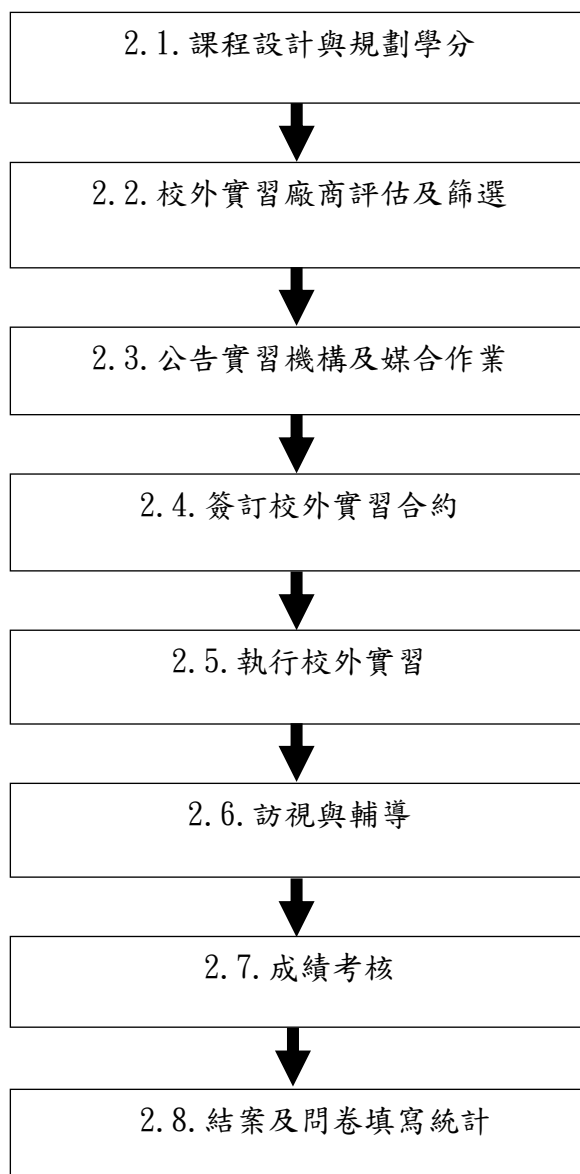 2.1.課程設計與規劃學分
2.2.校外實習廠商評估及篩選
2.3.公告實習機構及媒合作業
2.4.簽訂校外實習合約
2.5.執行校外實習
2.6.訪視與輔導
2.7.成績考核
2.8.結案及問卷填寫統計